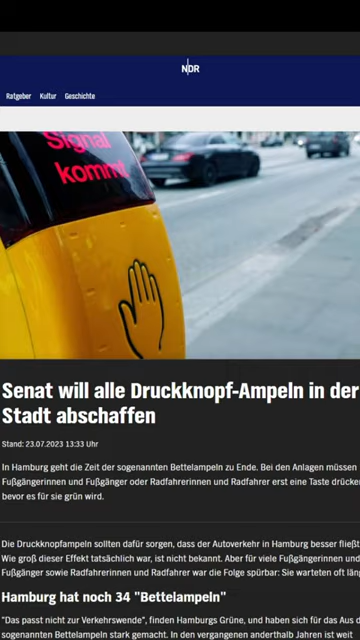 NDR
Ratgeber Kultur Geschichte
Signal
kommt
Senat will alle Druckknopf-Ampeln in der
Stadt abschaffen
Stand: 23.07.2023 13:33 Uhr
In Hamburg geht die Zeit der sogenannten Bettelampeln zu Ende. Bei den Anlagen müssen
Fußgängerinnen und Fußgänger oder Radfahrerinnen und Radfahrer erst eine Taste drücke
bevor es für sie grün wird.
Die Druckknopfampeln sollten dafür sorgen, dass der Autoverkehr in Hamburg besser fließt
Wie groß dieser Effekt tatsächlich war, ist nicht bekannt. Aber für viele Fußgängerinnen und
Fußgänger sowie Radfahrerinnen und Radfahrer war die Folge spürbar: Sie warteten oft län
Hamburg hat noch 34 "Bettelampeln"
"Das passt nicht zur Verkehrswende", finden Hamburgs Grüne, und haben sich für das Aus d
sogenannten Bettelampeln stark gemacht. In den vergangenen anderthalb Jahren ist weit